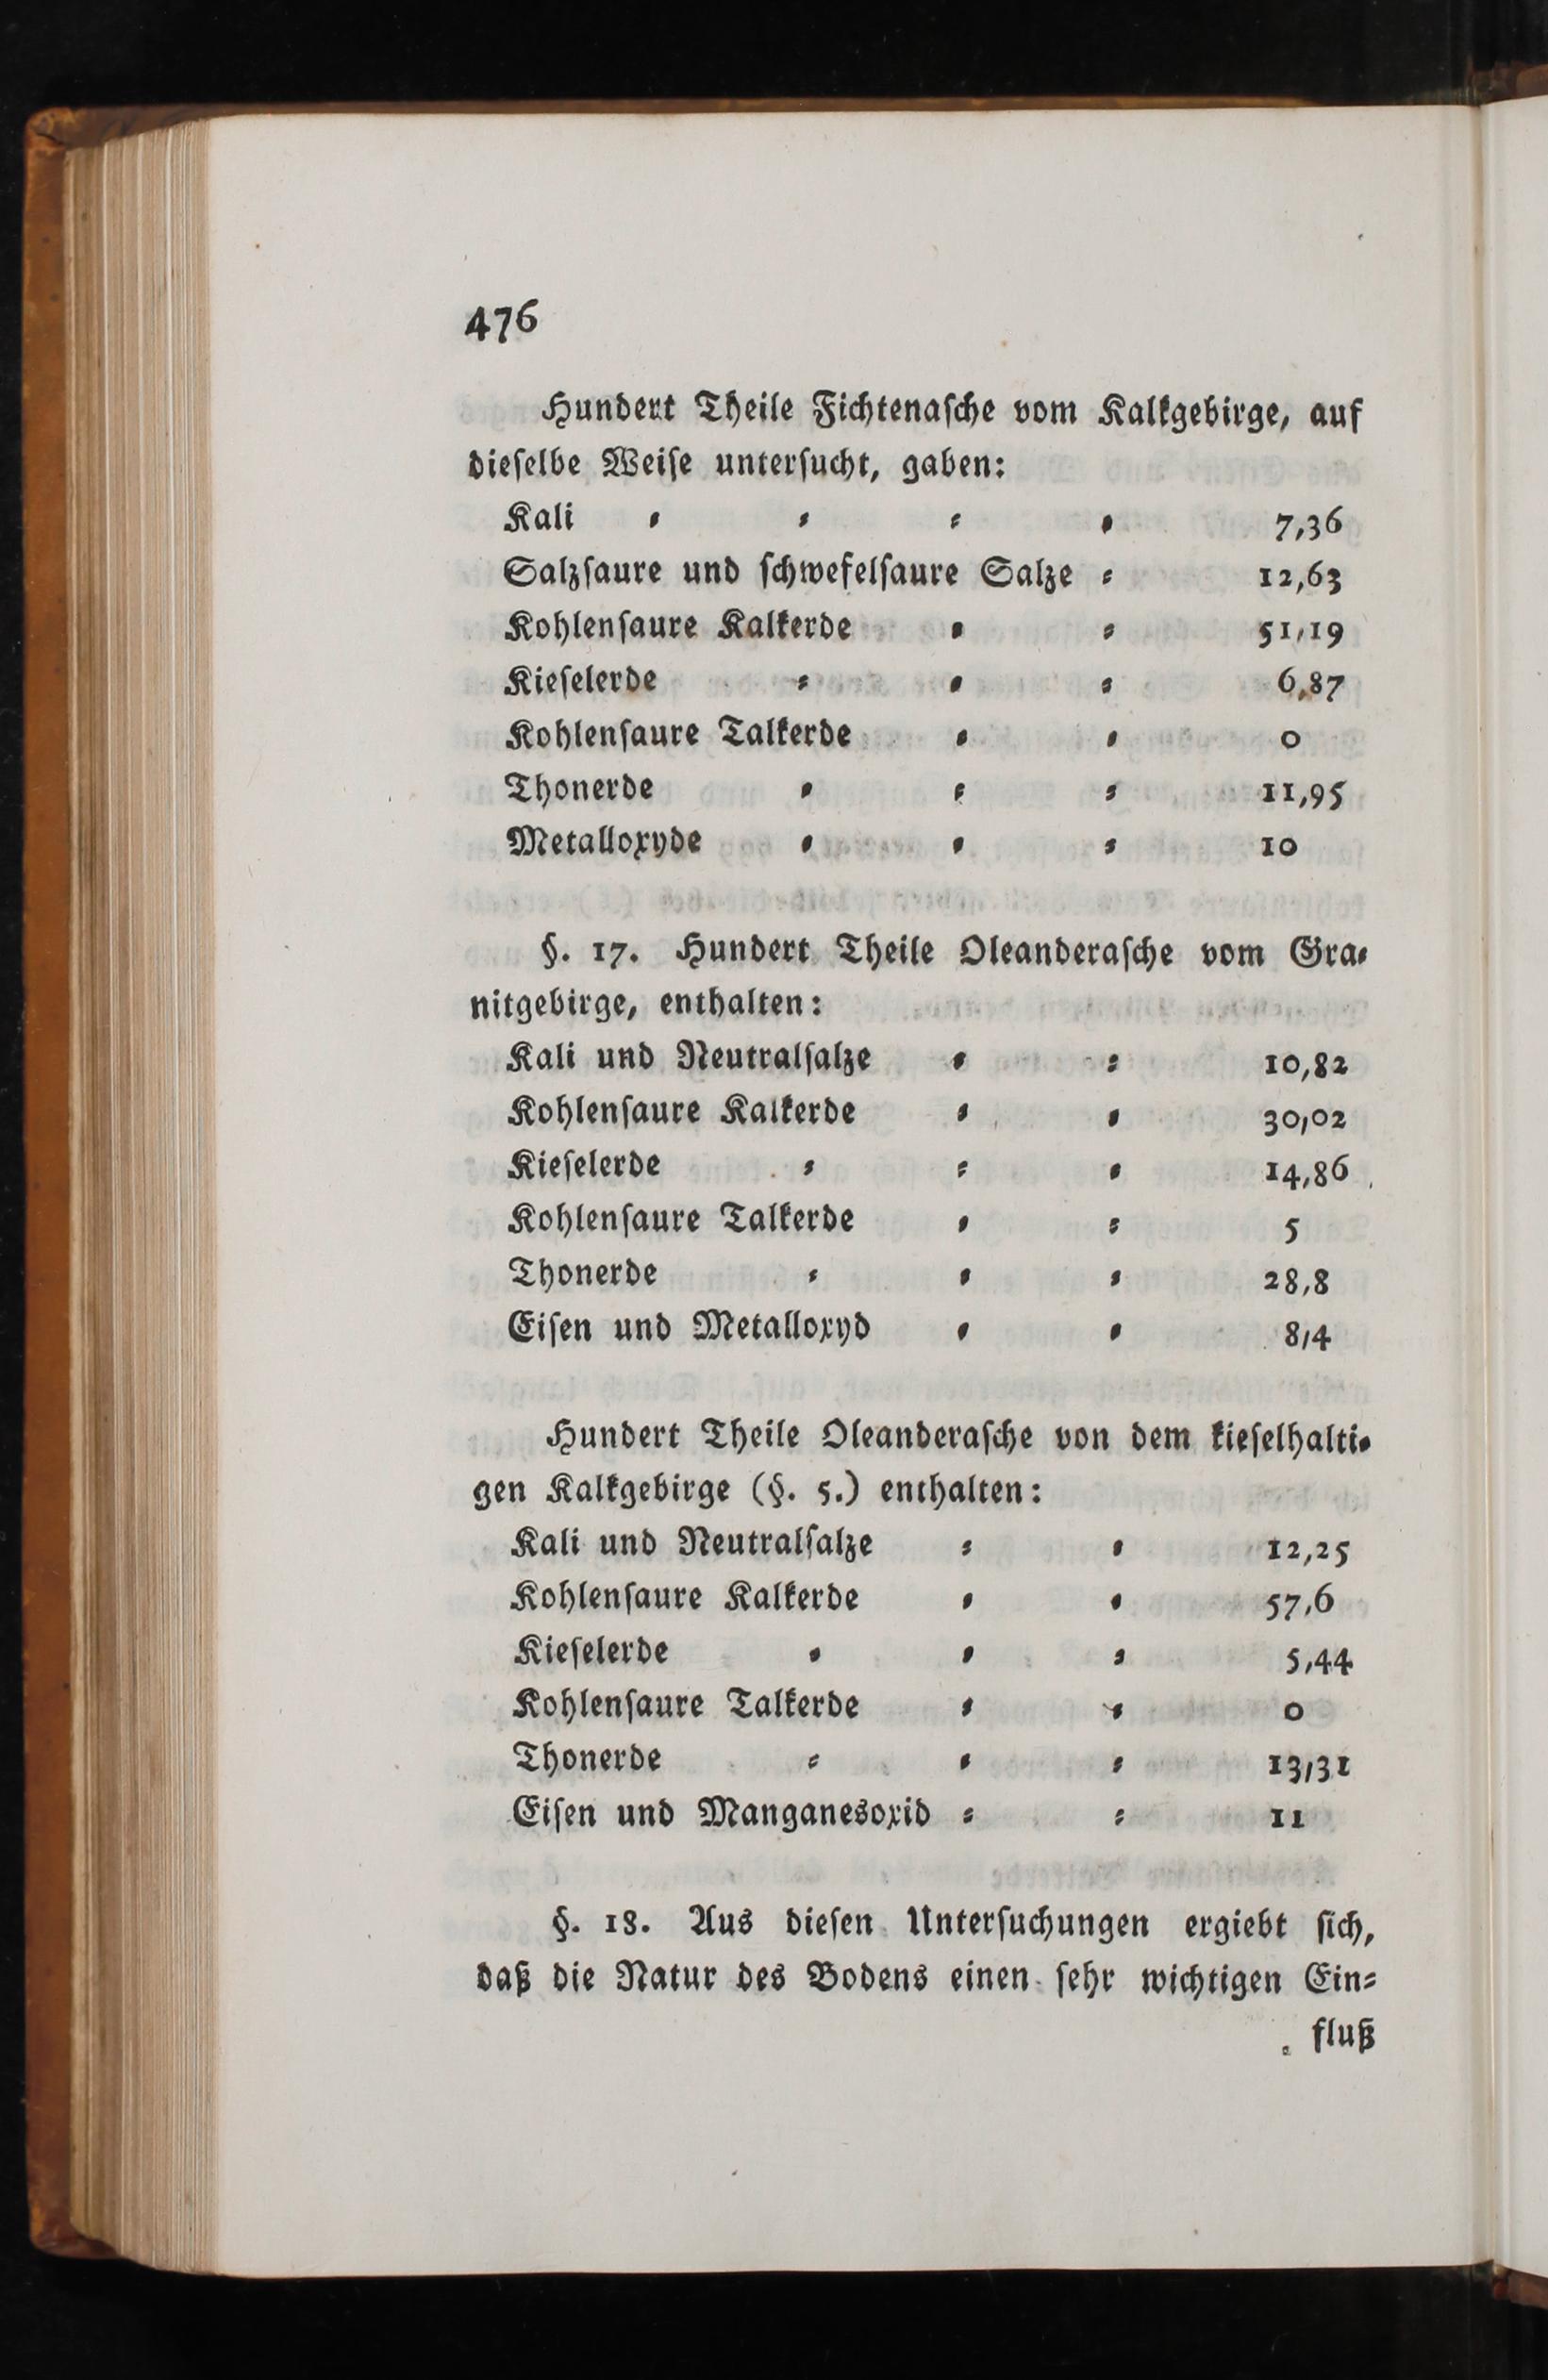 476
Hundert Theile Fichtenaſche vom Kalkgebirge, auf
dieſelbe Weiſe unterſucht, gaben:
Kali = = = = 7,36
Salzſaure und ſchwefelſaure Salze = 12,63
Kohlenſaure Kalkerde = = 51,19
Kieſelerde = = = 6,87
Kohlenſaure Talkerde = = 0
Thonerde = = = 11,95
Metalloxyde = = = 10
§. 17. Hundert Theile Oleanderaſche vom Gra=
nitgebirge, enthalten:
Kali und Neutralſalze = = 10,82
Kohlenſaure Kalkerde = = 30,02
Kieſelerde = = = 14,86
Kohlenſaure Talkerde = = 5
Thonerde = = = 28,8
Eiſen und Metalloxyd = = 8,4
Hundert Theile Oleanderaſche von dem kieſelhalti=
gen Kalkgebirge (§. 5.) enthalten:
Kali und Neutralſalze = = 12,25
Kohlenſaure Kalkerde = = 57,6
Kieſelerde = = = 5,44
Kohlenſaure Talkerde = = 0
Thonerde = = = 13,31
Eiſen und Manganesoxid = = 11
§. 18. Aus dieſen Unterſuchungen ergiebt ſich,
daß die Natur des Bodens einen ſehr wichtigen Ein=
fluß